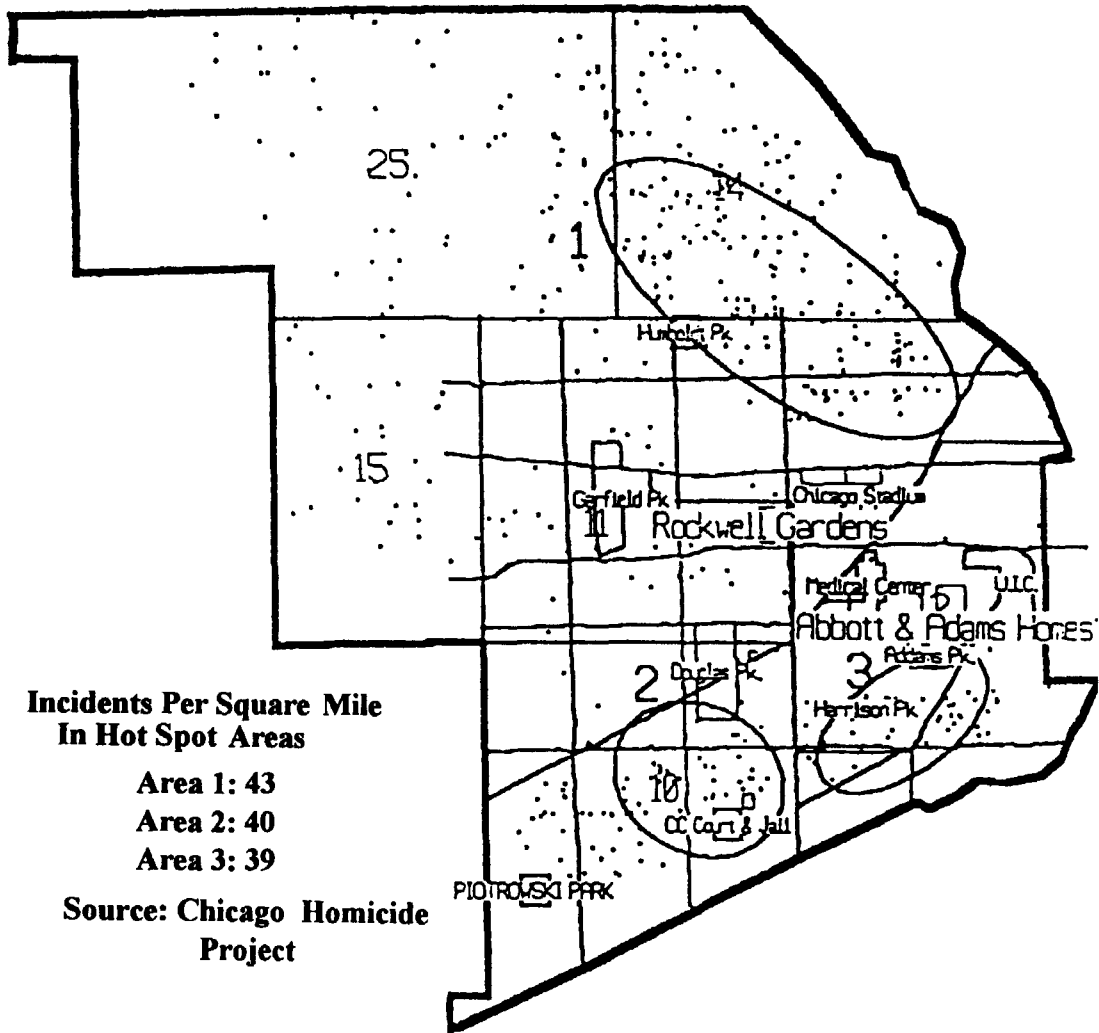 25
14
1
Humboldt Pk
15
Garfield Pk
Chicago Stadium
11
Rockwell Gardens
Medical Center
U.I.C.
Abbott & Adams Homes
2
Douglas Pk
3
Addams Pk
Harrison Pk
10
CC Court & Jail
PIOTROWSKI PARK
Incidents Per Square Mile
In Hot Spot Areas
Area 1: 43
Area 2: 40
Area 3: 39
Source: Chicago Homicide
Project